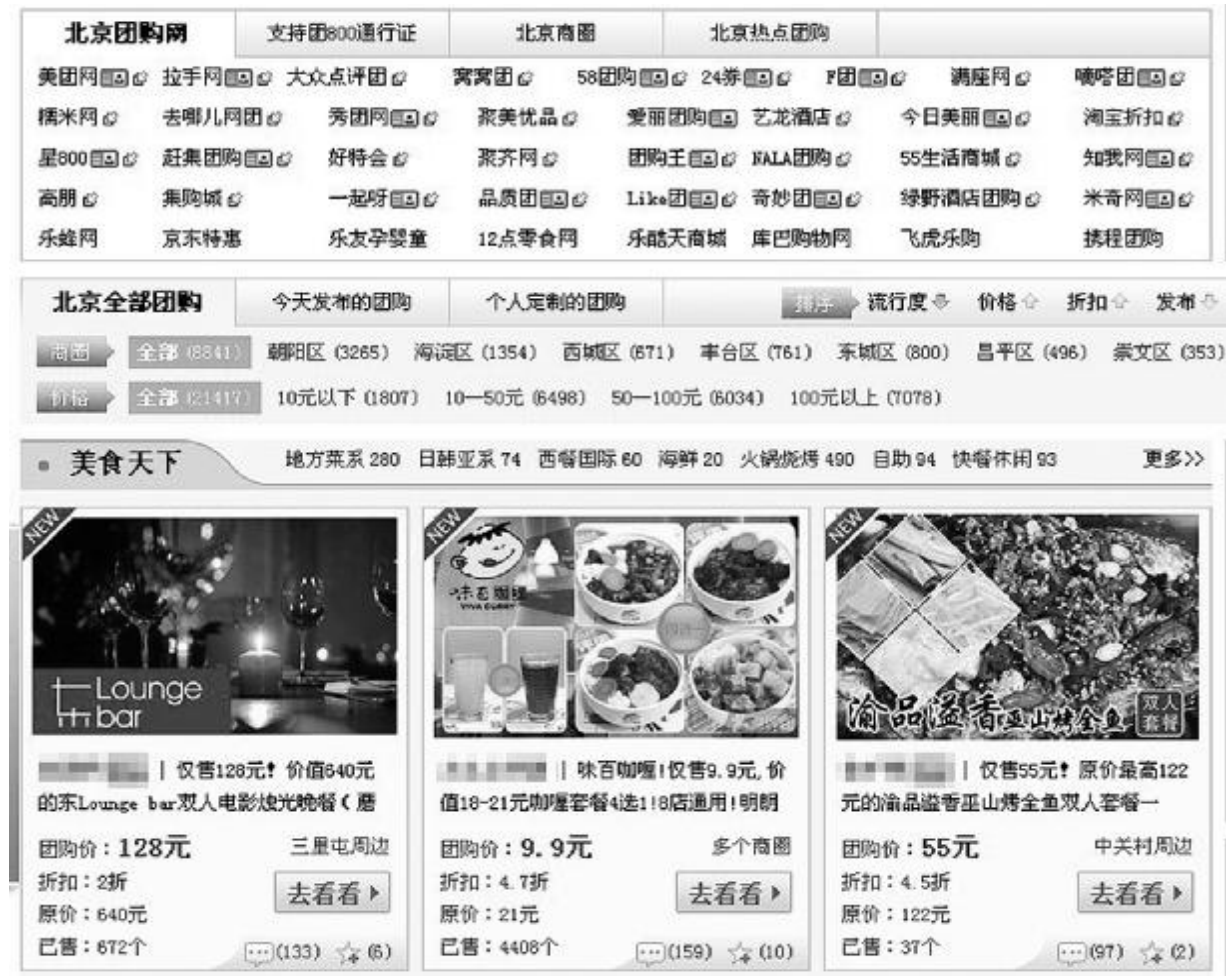 北京团购网 支持团800通行证 北京商圈 北京热点团购
美团网 拉手网 大众点评团 窝窝团 58团购 24券 F团 满座网 嘀嗒团
糯米网 去哪儿网团 秀团网 聚美优品 爱丽团购 艺龙酒店 今日美丽 淘宝折扣
星800 赶集团购 好特会 聚齐网 团购王 NALA团购 55生活商城 知我网
高朋 集购城 一起呀 品质团 Like团 奇妙团 绿野酒店团购 米奇网
乐蜂网 京东特惠 乐友孕婴童 12点零食网 乐酷天商城 库巴购物网 飞虎乐购 携程团购
北京全部团购 今天发布的团购 个人定制的团购 排序 流行度 价格 折扣 发布
商圈 全部 (8841) 朝阳区 (3265) 海淀区 (1354) 西城区 (671) 丰台区 (761) 东城区 (800) 昌平区 (496) 崇文区 (353)
价格 全部 (21417) 10元以下 (1807) 10—50元 (6498) 50—100元 (6034) 100元以上 (7078)
美食天下 地方菜系 280 日韩亚系 74 西餐国际 60 海鲜 20 火锅烧烤 490 自助 94 快餐休闲 93 更多>>
NEW
Lounge
bar
| 仅售128元! 价值640元
的东Lounge bar双人电影烛光晚餐(磨
团购价:128元 三里屯周边
折扣:2折 去看看
原价:640元
已售:672个 (133) (6)
NEW
味百咖喱
VIVA CURRY
| 味百咖喱!仅售9.9元,价
值18-21元咖喱套餐4选1!8店通用!明朗
团购价:9.9元 多个商圈
折扣:4.7折 去看看
原价:21元
已售:4408个 (159) (10)
NEW
渝品溢香巫山烤全鱼 双人套餐
| 仅售55元! 原价最高122
元的渝品溢香巫山烤全鱼双人套餐一
团购价:55元 中关村周边
折扣:4.5折 去看看
原价:122元
已售:37个 (97) (2)